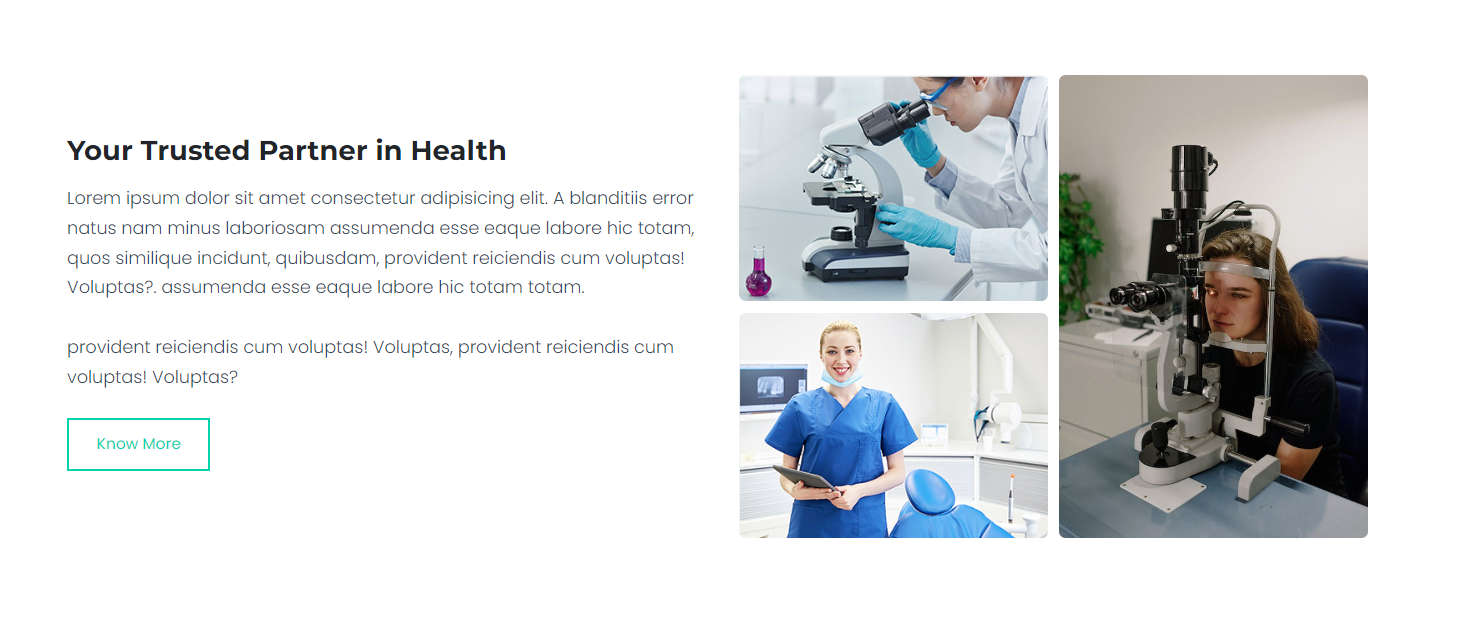 Your Trusted Partner in Health
Lorem ipsum dolor sit amet consectetur adipisicing elit. A blanditiis error
natus nam minus laboriosam assumenda esse eaque labore hic totam,
quos similique incidunt, quibusdam, provident reiciendis cum voluptas!
Voluptas?. assumenda esse eaque labore hic totam totam.
provident reiciendis cum voluptas! Voluptas, provident reiciendis cum
voluptas! Voluptas?
Know More